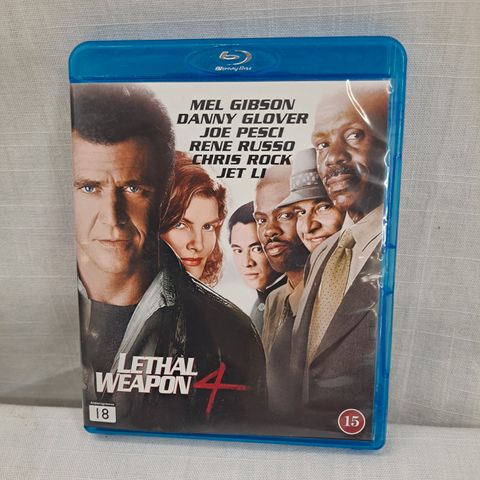 Blu-ray Disc
MEL GIBSON
DANNY GLOVER
JOE PESCI
RENE RUSSO
CHRIS ROCK
JET LI
LETHAL
WEAPON 4
Aldersgrense
18
15